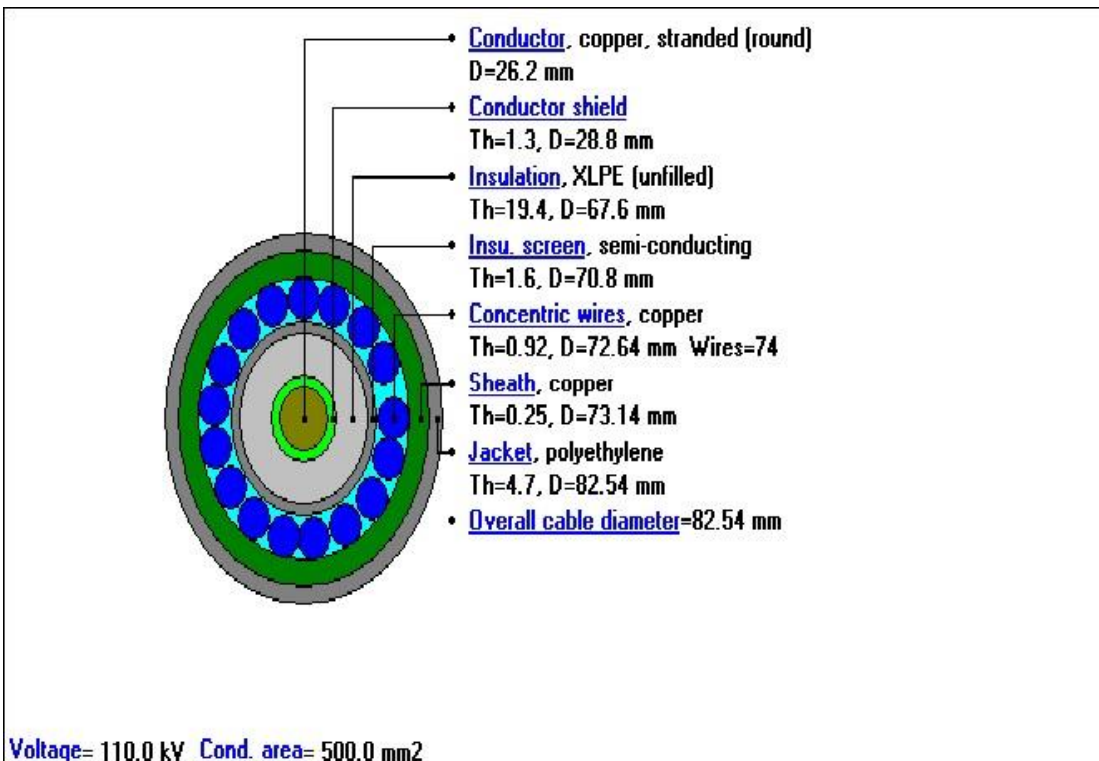 Conductor, copper, stranded (round)
D=26.2 mm
Conductor shield
Th=1.3, D=28.8 mm
Insulation, XLPE (unfilled)
Th=19.4, D=67.6 mm
Insu. screen, semi-conducting
Th=1.6, D=70.8 mm
Concentric wires, copper
Th=0.92, D=72.64 mm Wires=74
Sheath, copper
Th=0.25, D=73.14 mm
Jacket, polyethylene
Th=4.7, D=82.54 mm
Overall cable diameter=82.54 mm
Voltage= 110.0 kV Cond. area= 500.0 mm2